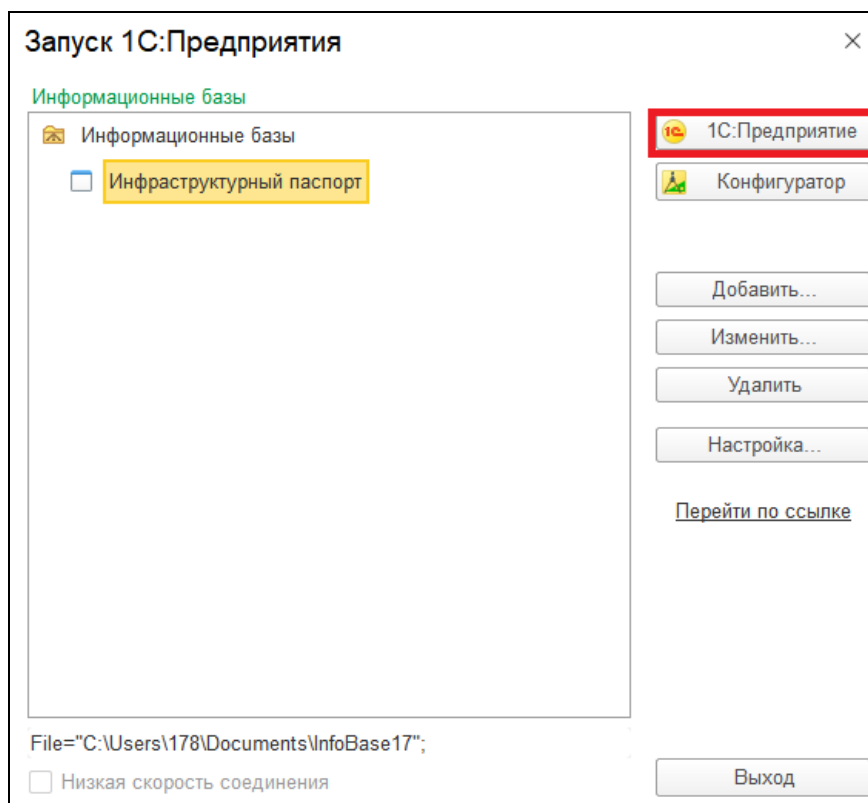 Запуск 1С:Предприятия
Информационные базы
Информационные базы
Инфраструктурный паспорт
1С:Предприятие
Конфигуратор
Добавить...
Изменить...
Удалить
Настройка...
Перейти по ссылке
File="C:\Users\178\Documents\InfoBase17";
Низкая скорость соединения
Выход